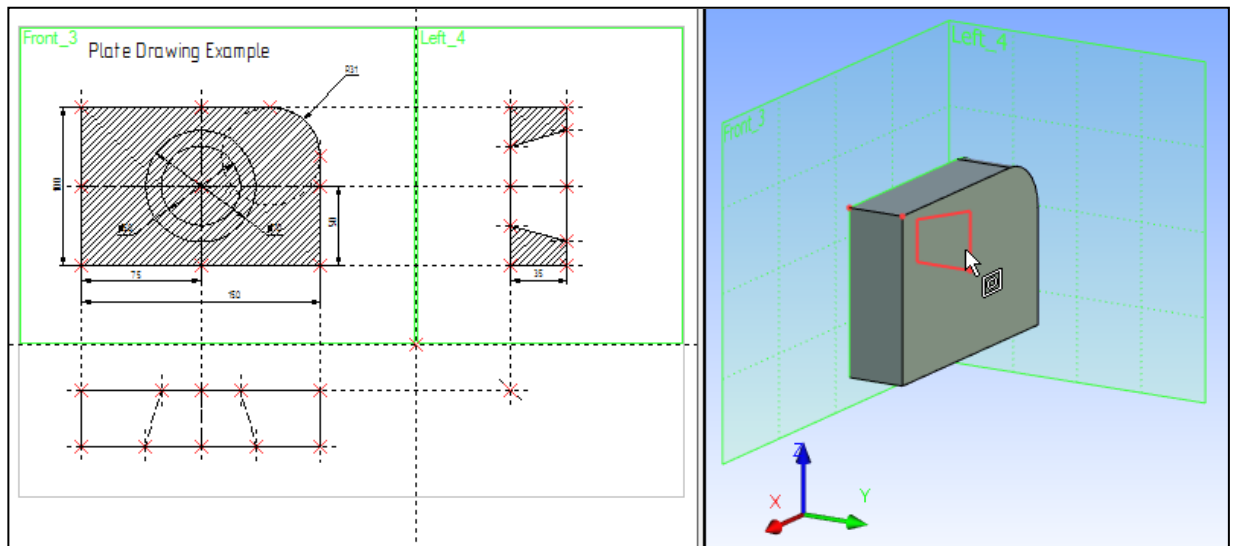 Front_3
Left_4
Plate Drawing Example
R31
100
50
75
150
35
Front_3
Left_4
Z
X
Y